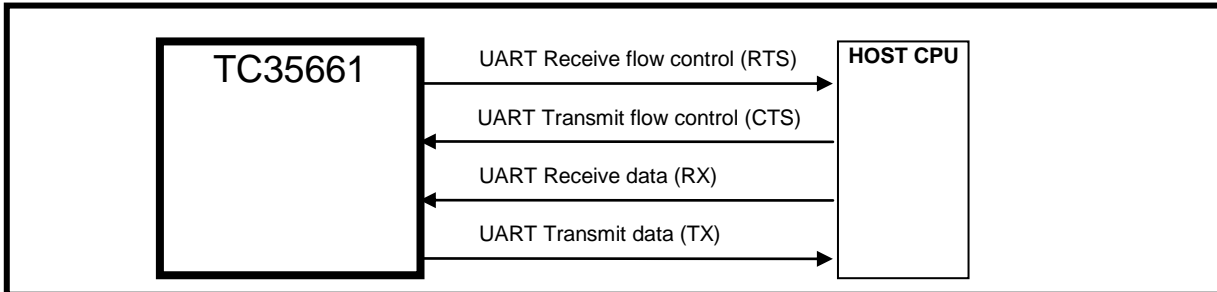 TC35661
UART Receive flow control (RTS)
HOST CPU
UART Transmit flow control (CTS)
UART Receive data (RX)
UART Transmit data (TX)